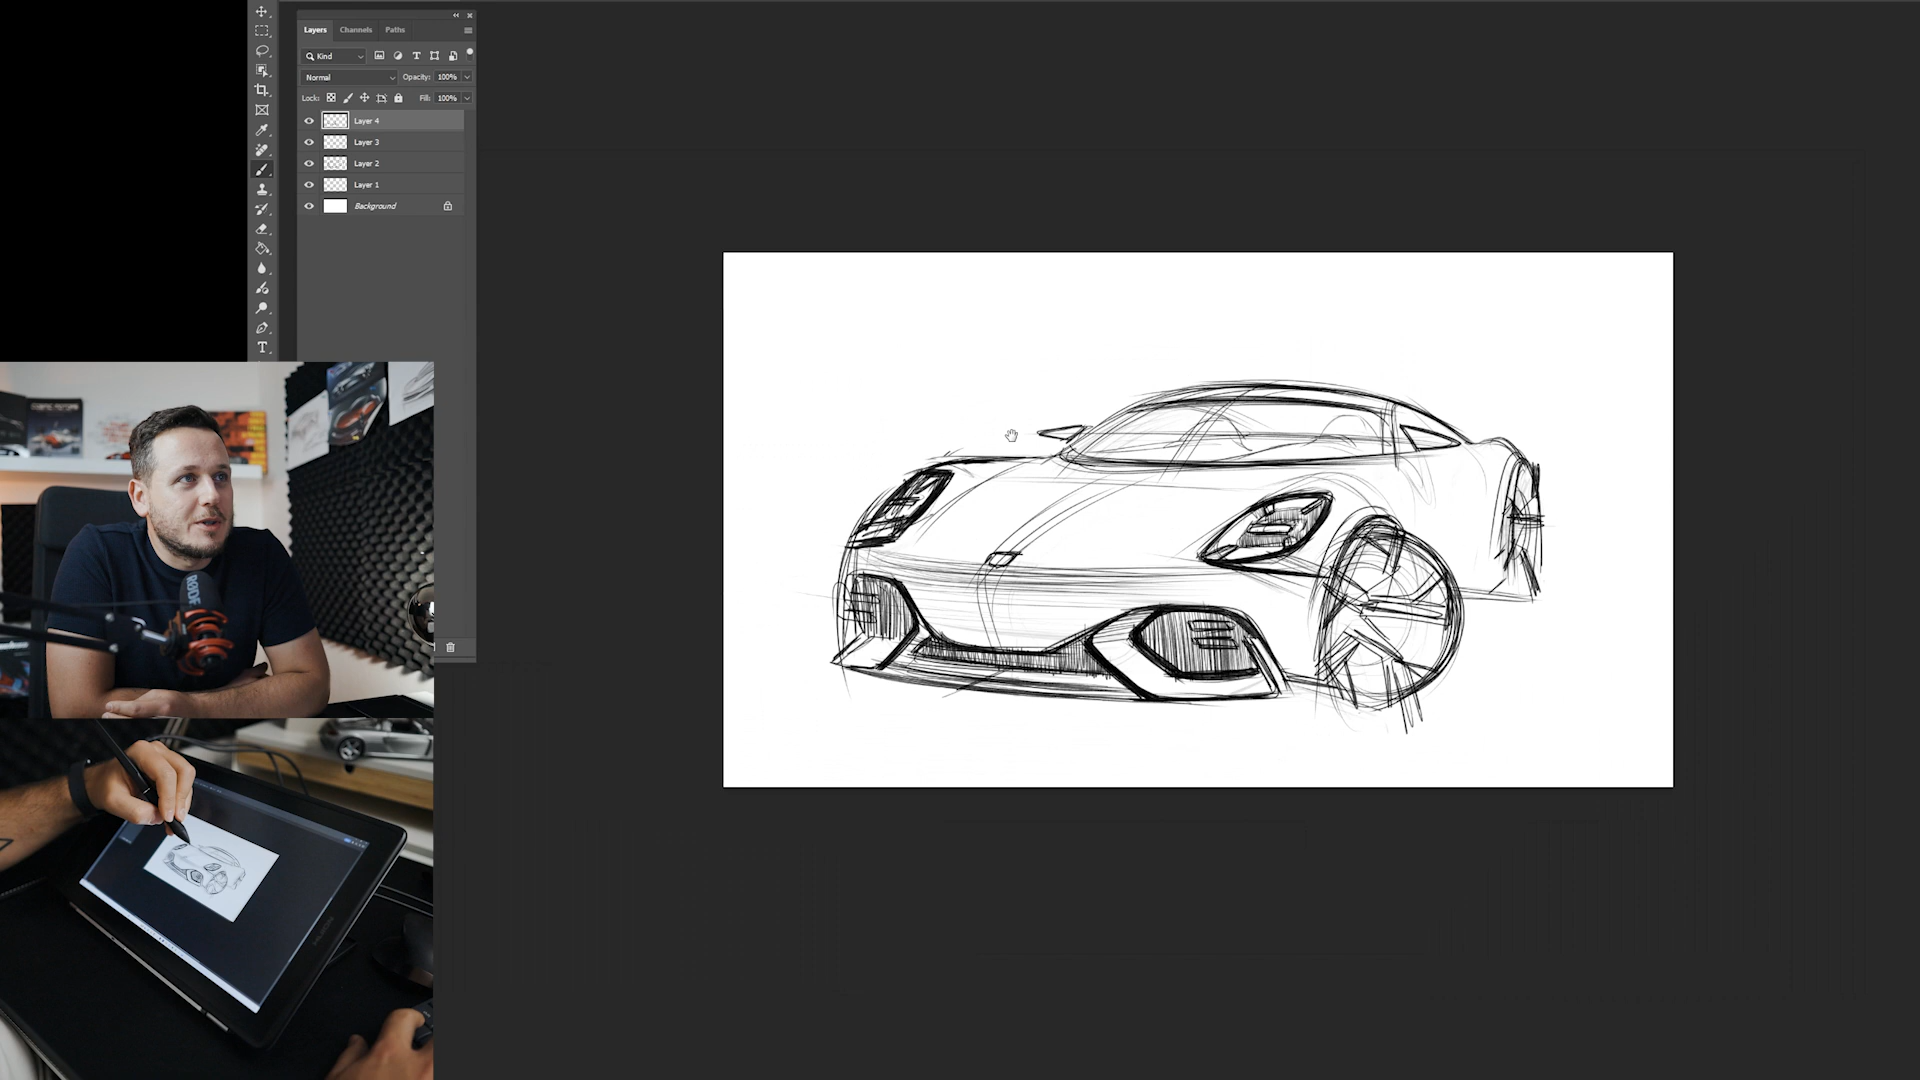 Layers Channels Paths
Kind
Normal Opacity: 100%
Lock: Fill: 100%
Layer 4
Layer 3
Layer 2
Layer 1
Background
T
RØDE
HUION